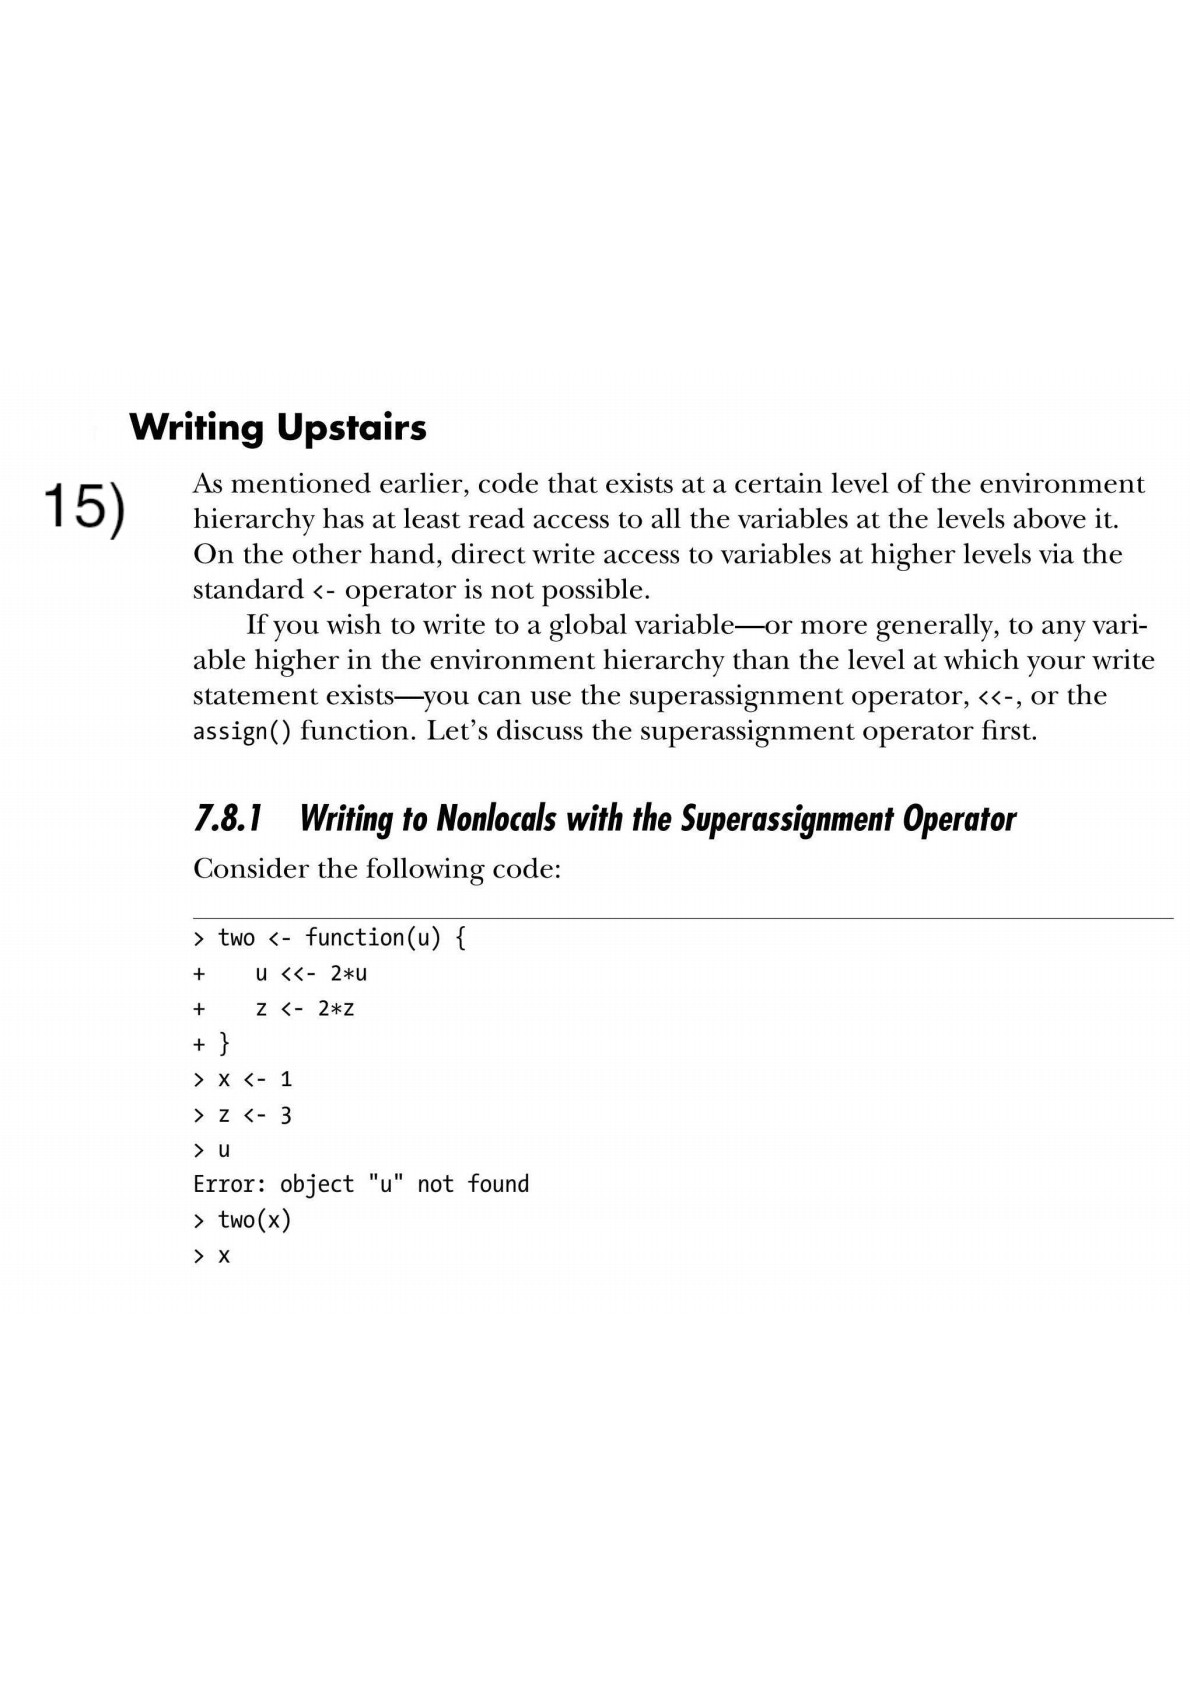 Writing Upstairs
15)
As mentioned earlier, code that exists at a certain level of the environment
hierarchy has at least read access to all the variables at the levels above it.
On the other hand, direct write access to variables at higher levels via the
standard <- operator is not possible.
If you wish to write to a global variable—or more generally, to any vari-
able higher in the environment hierarchy than the level at which your write
statement exists—you can use the superassignment operator, <<-, or the
assign() function. Let's discuss the superassignment operator first.
7.8.1 Writing to Nonlocals with the Superassignment Operator
Consider the following code:
> two <- function(u) {
+    u <<- 2*u
+    z <- 2*z
+ }
> x <- 1
> z <- 3
> u
Error: object "u" not found
> two(x)
> x